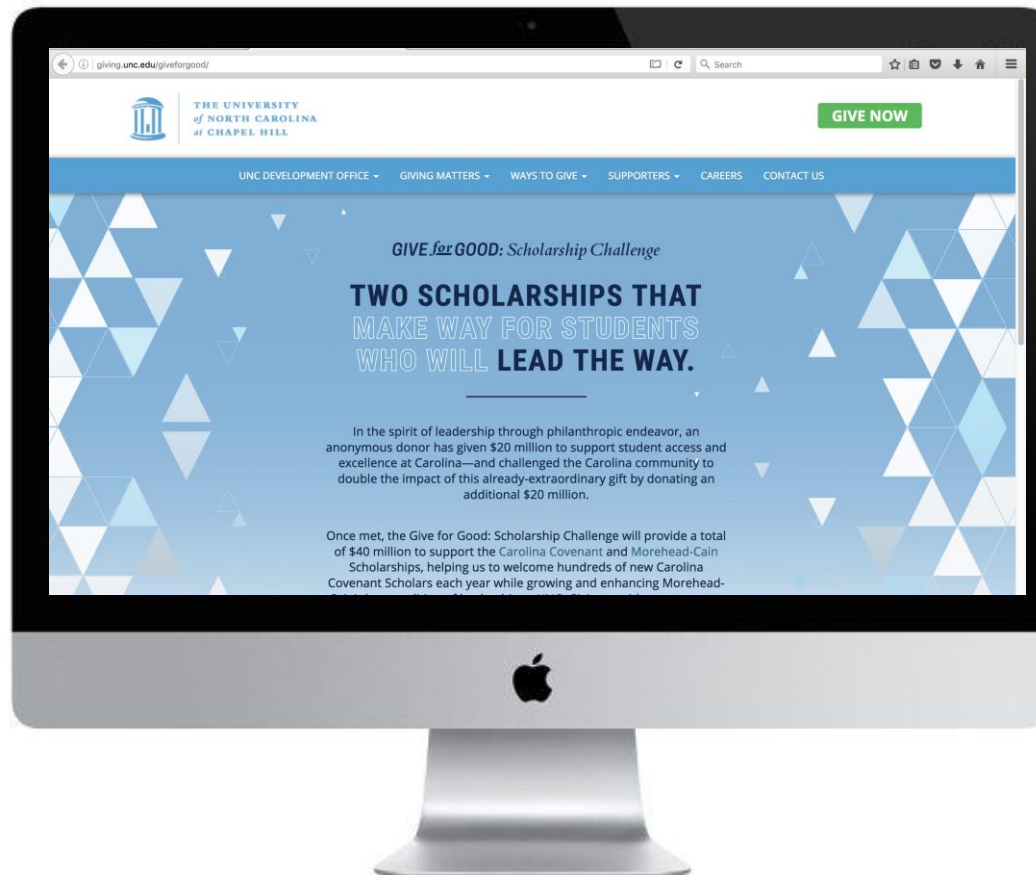 giving.unc.edu/giveforgood/
Search
THE UNIVERSITY
of NORTH CAROLINA
at CHAPEL HILL
GIVE NOW
UNC DEVELOPMENT OFFICE
GIVING MATTERS
WAYS TO GIVE
SUPPORTERS
CAREERS
CONTACT US
GIVE for GOOD: Scholarship Challenge
TWO SCHOLARSHIPS THAT
MAKE WAY FOR STUDENTS
WHO WILL LEAD THE WAY.
In the spirit of leadership through philanthropic endeavor, an
anonymous donor has given $20 million to support student access and
excellence at Carolina—and challenged the Carolina community to
double the impact of this already-extraordinary gift by donating an
additional $20 million.
Once met, the Give for Good: Scholarship Challenge will provide a total
of $40 million to support the Carolina Covenant and Morehead-Cain
Scholarships, helping us to welcome hundreds of new Carolina
Covenant Scholars each year while growing and enhancing Morehead-